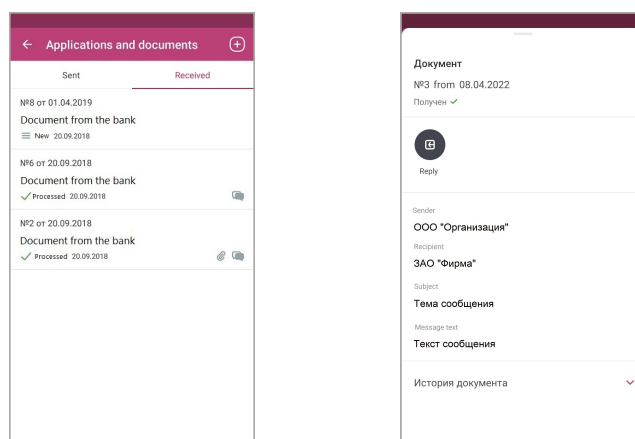 Applications and documents
Sent
Received
№8 от 01.04.2019
Document from the bank
New 20.09.2018
№6 от 20.09.2018
Document from the bank
Processed 20.09.2018
№2 от 20.09.2018
Document from the bank
Processed 20.09.2018
Документ
№3 from 08.04.2022
Получен
Reply
Sender
ООО "Организация"
Recipient
ЗАО "Фирма"
Subject
Тема сообщения
Message text
Текст сообщения
История документа